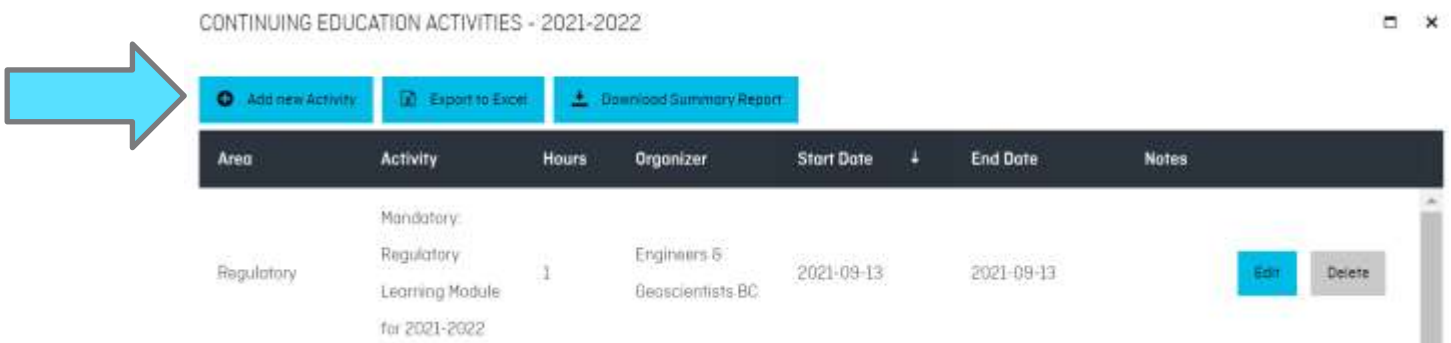 CONTINUING EDUCATION ACTIVITIES - 2021-2022
Add new Activity Export to Excel Download Summary Report
Area Activity Hours Organizer Start Date ↓ End Date Notes
Mandatory:
Regulatory Engineers &
Regulatory 1 2021-09-13 2021-09-13 Edit Delete
Learning Module Geoscientists BC
for 2021-2022